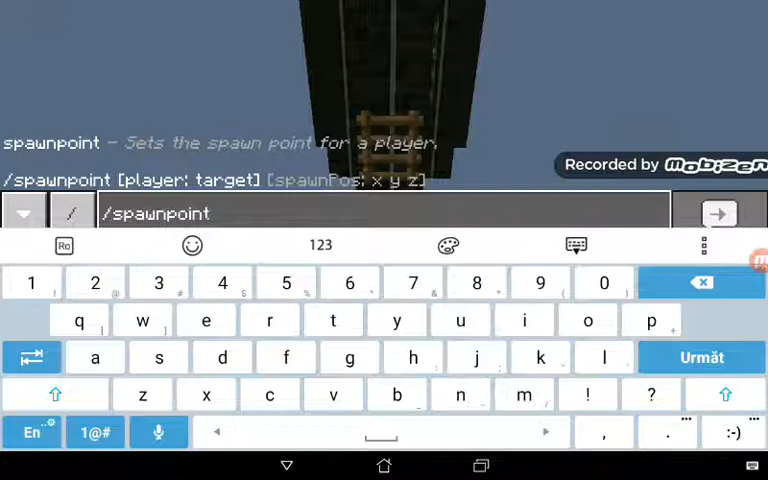 spawnpoint – Sets the spawn point for a player.
/spawnpoint [player: target] [spawnPos: x y z]
Recorded by mobizen
/ /spawnpoint
Ro 123
1 2 3 4 5 6 7 8 9 0
! @ # $ % ^ & * ( )
q w e r t y u i o p
a s d f g h j k l Următ
z x c v b n m ! ?
En 1@# , . :-)